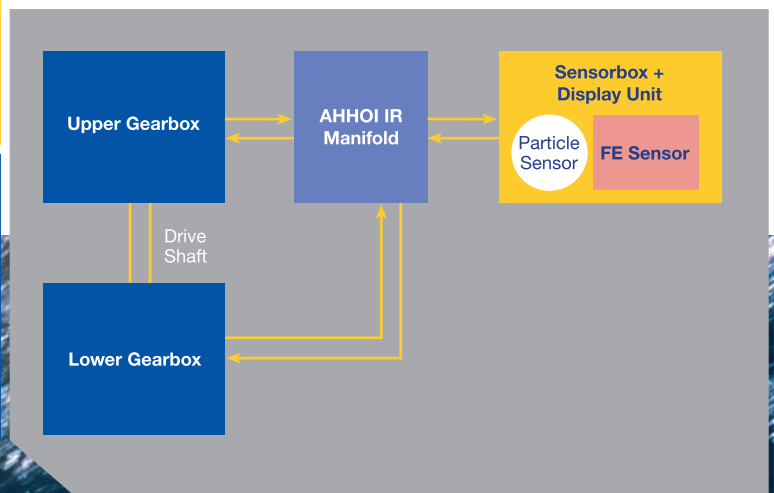 Upper Gearbox
AHHOI IR
Manifold
Sensorbox +
Display Unit
Particle
Sensor
FE Sensor
Drive
Shaft
Lower Gearbox